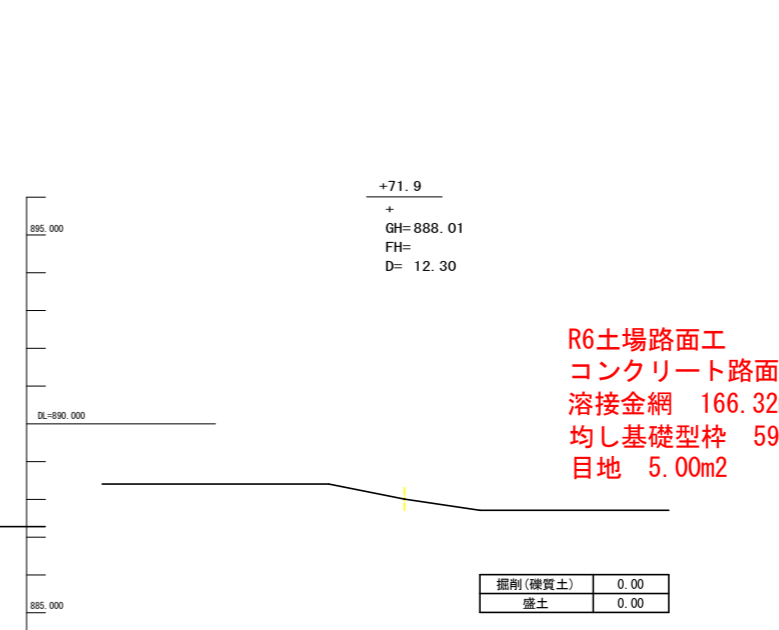 +71.9
+
GH=888.01
FH=
D= 12.30
895.000
R6土場路面工
コンクリート路面
溶接金網 166.32
均し基礎型枠 59
目地 5.00m2
DL=890.000
掘削(礫質土) 0.00
盛土 0.00
885.000